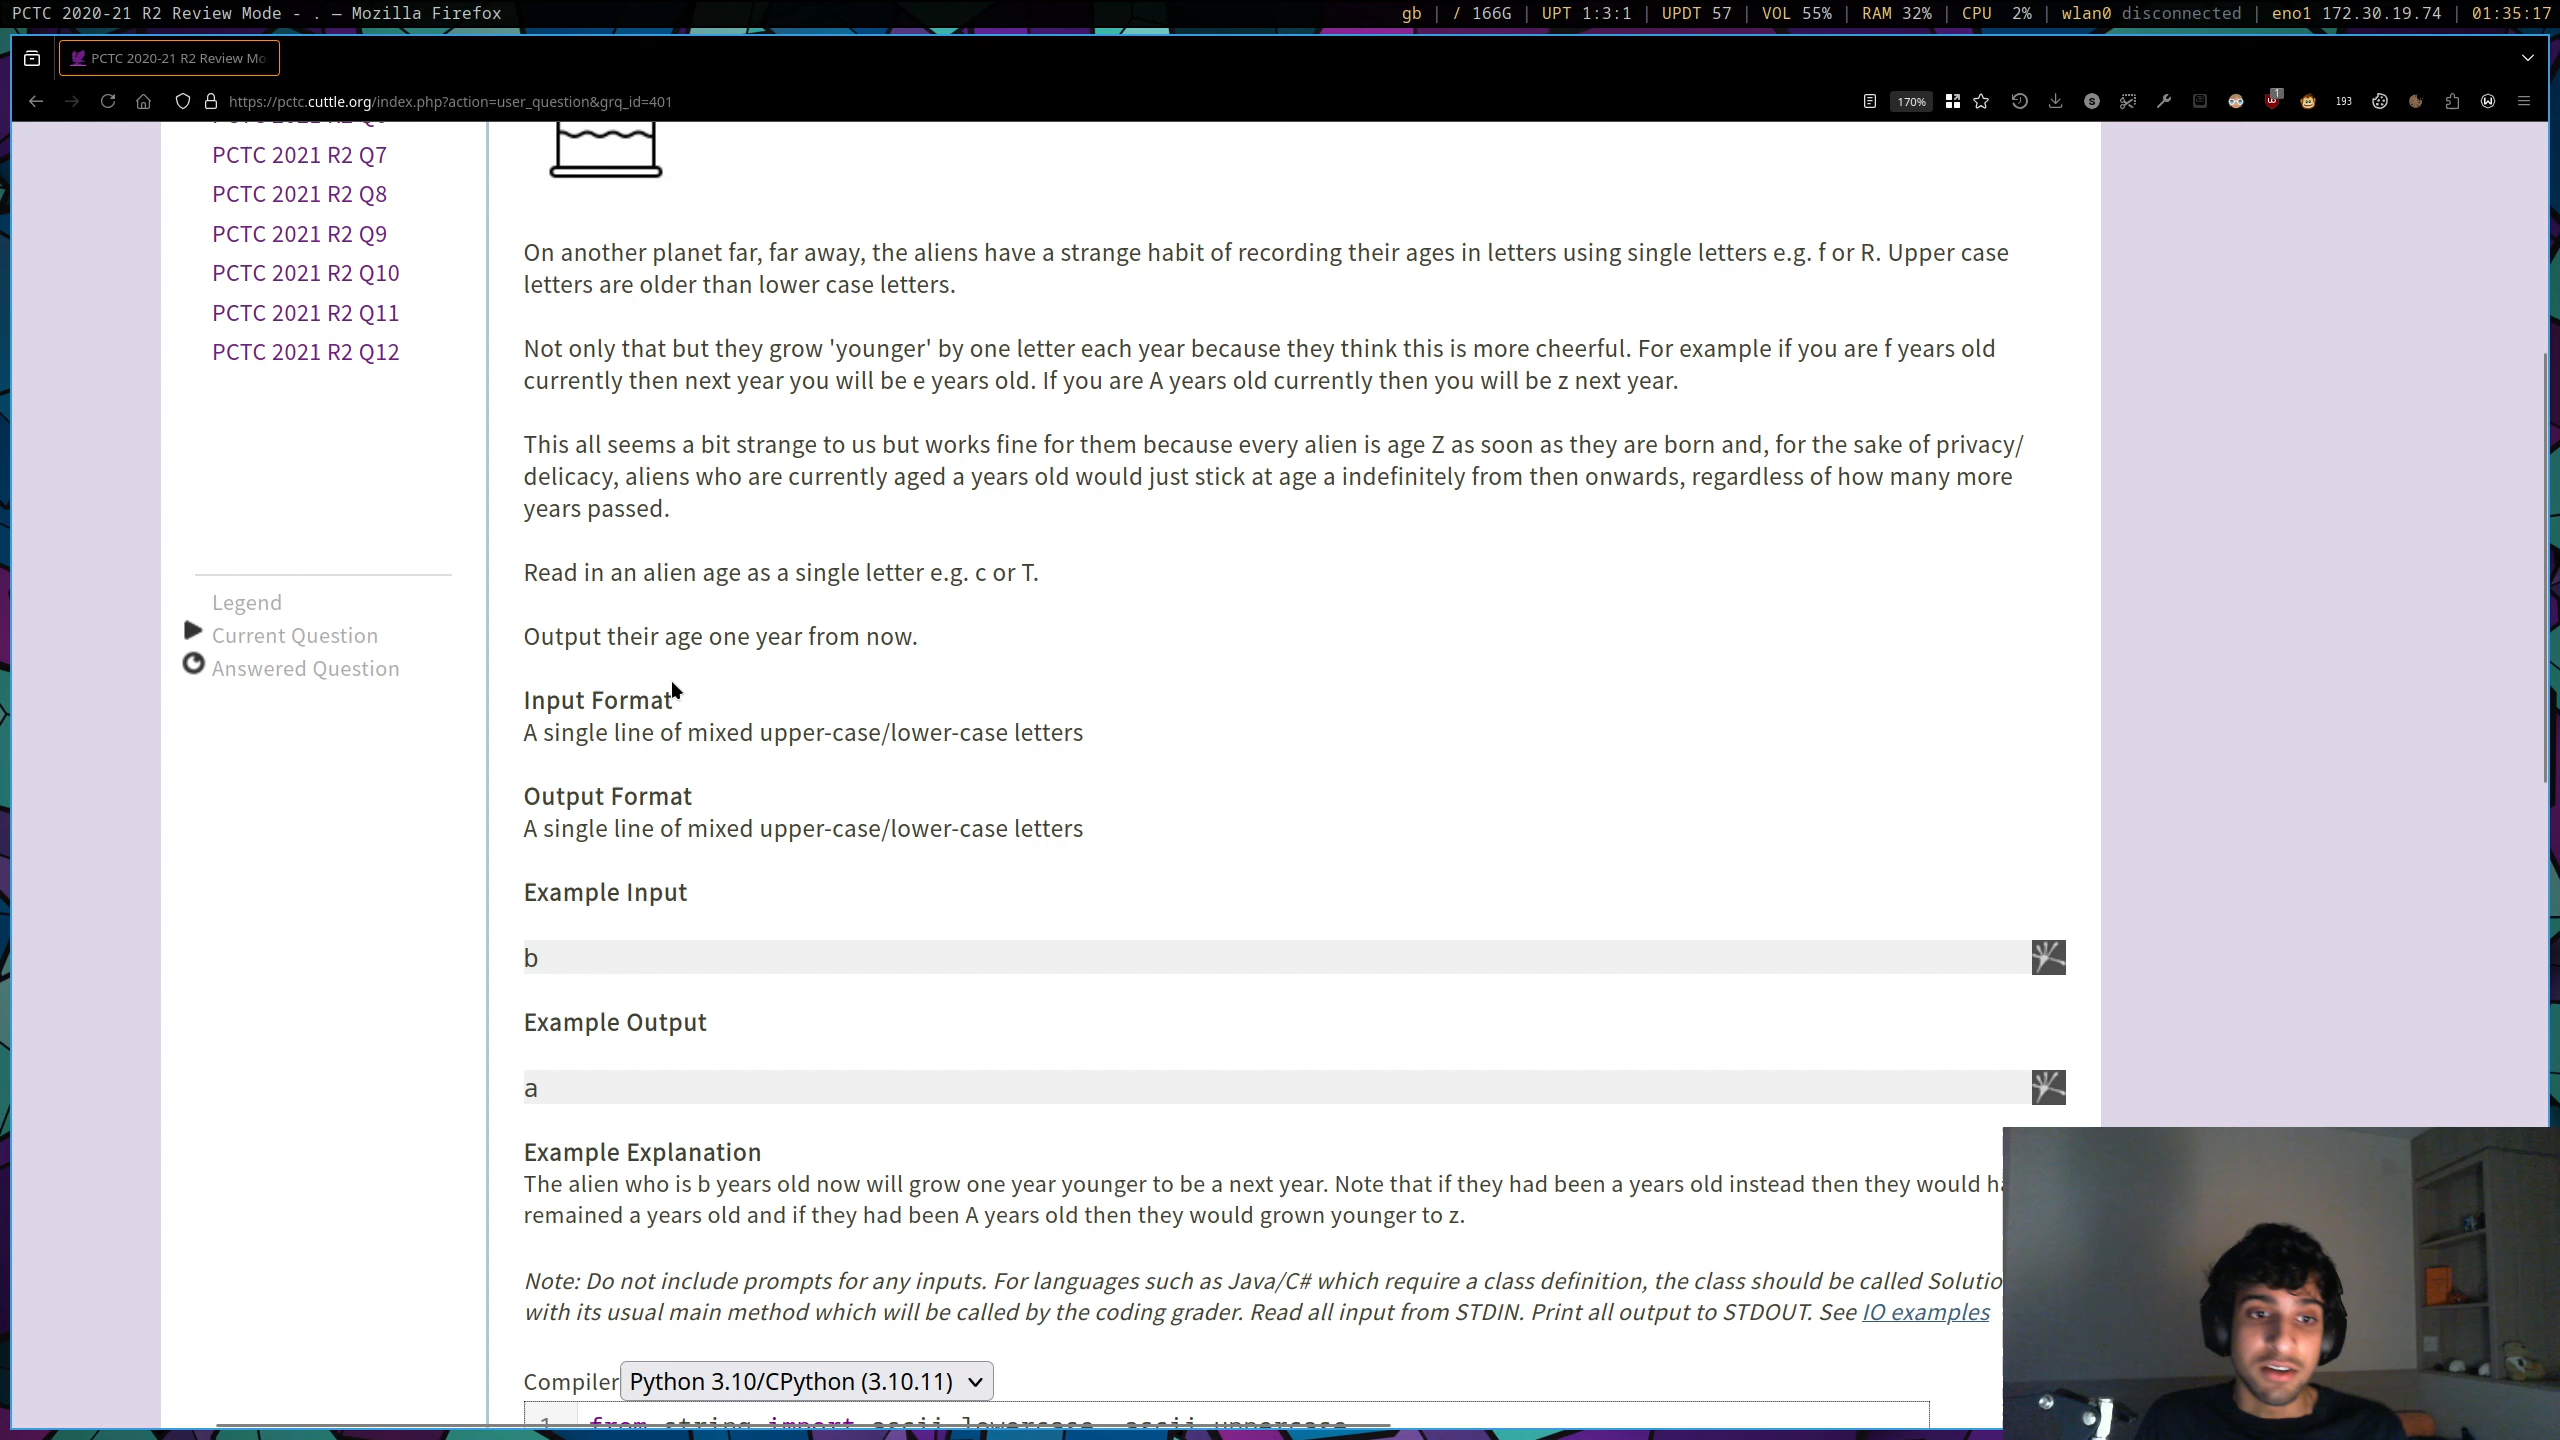 PCTC 2020-21 R2 Review Mode - . — Mozilla Firefox
gb | / 166G | UPT 1:3:1 | UPDT 57 | VOL 55% | RAM 32% | CPU 2% | wlan0 disconnected | eno1 172.30.19.74 | 01:35:17
PCTC 2020-21 R2 Review Mo
https://pctc.cuttle.org/index.php?action=user_question&grq_id=401
170%
S
1
193
PCTC 2021 R2 Q7
PCTC 2021 R2 Q8
PCTC 2021 R2 Q9
PCTC 2021 R2 Q10
PCTC 2021 R2 Q11
PCTC 2021 R2 Q12
Legend
Current Question
Answered Question
On another planet far, far away, the aliens have a strange habit of recording their ages in letters using single letters e.g. f or R. Upper case
letters are older than lower case letters.
Not only that but they grow 'younger' by one letter each year because they think this is more cheerful. For example if you are f years old
currently then next year you will be e years old. If you are A years old currently then you will be z next year.
This all seems a bit strange to us but works fine for them because every alien is age Z as soon as they are born and, for the sake of privacy/
delicacy, aliens who are currently aged a years old would just stick at age a indefinitely from then onwards, regardless of how many more
years passed.
Read in an alien age as a single letter e.g. c or T.
Output their age one year from now.
Input Format
A single line of mixed upper-case/lower-case letters
Output Format
A single line of mixed upper-case/lower-case letters
Example Input
b
Example Output
a
Example Explanation
The alien who is b years old now will grow one year younger to be a next year. Note that if they had been a years old instead then they would ha
remained a years old and if they had been A years old then they would grown younger to z.
Note: Do not include prompts for any inputs. For languages such as Java/C# which require a class definition, the class should be called Solutio
with its usual main method which will be called by the coding grader. Read all input from STDIN. Print all output to STDOUT. See IO examples
Compiler Python 3.10/CPython (3.10.11)
1 from string import ascii_lowercase, ascii_uppercase